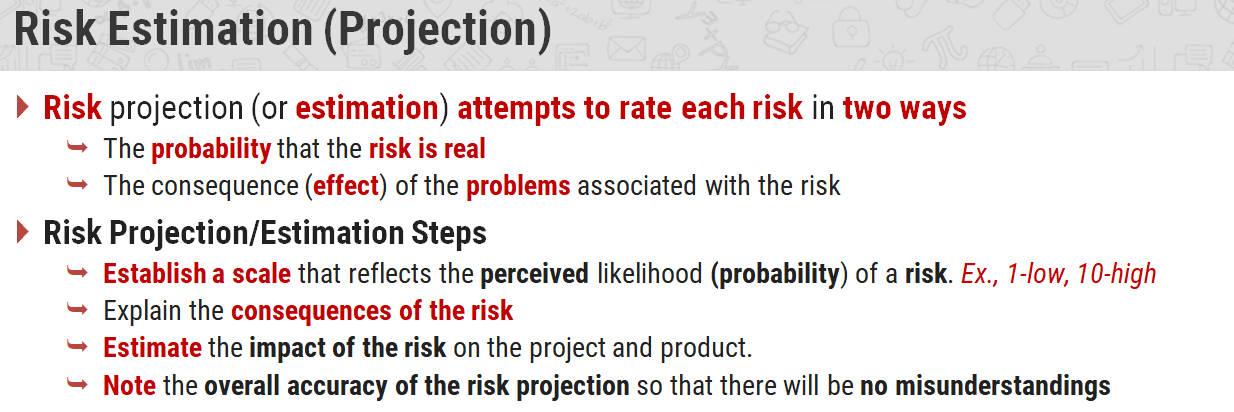 Risk Estimation (Projection)
Risk projection (or estimation) attempts to rate each risk in two ways
The probability that the risk is real
The consequence (effect) of the problems associated with the risk
Risk Projection/Estimation Steps
Establish a scale that reflects the perceived likelihood (probability) of a risk. Ex., 1-low, 10-high
Explain the consequences of the risk
Estimate the impact of the risk on the project and product.
Note the overall accuracy of the risk projection so that there will be no misunderstandings